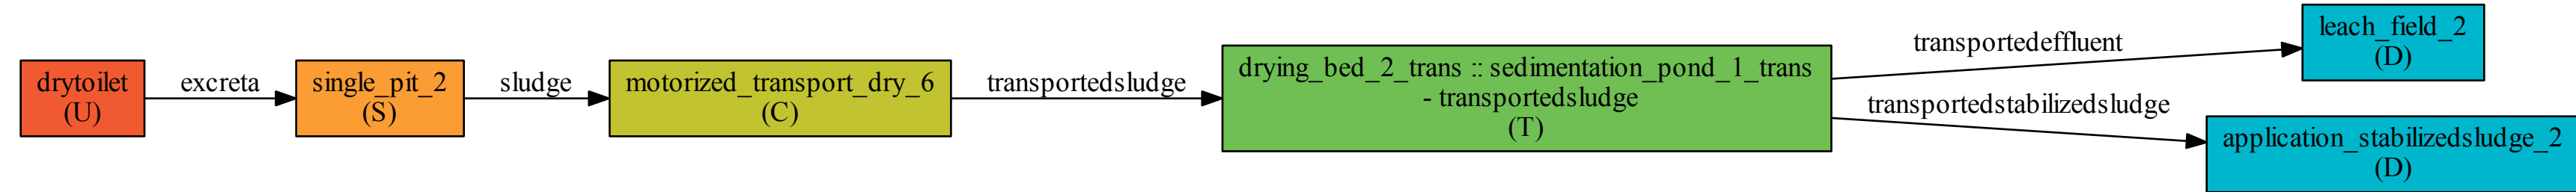 drytoilet
(U)
excreta
single_pit_2
(S)
sludge
motorized_transport_dry_6
(C)
transportedsludge
drying_bed_2_trans :: sedimentation_pond_1_trans
- transportedsludge
(T)
transportedeffluent
leach_field_2
(D)
transportedstabilizedsludge
application_stabilizedsludge_2
(D)